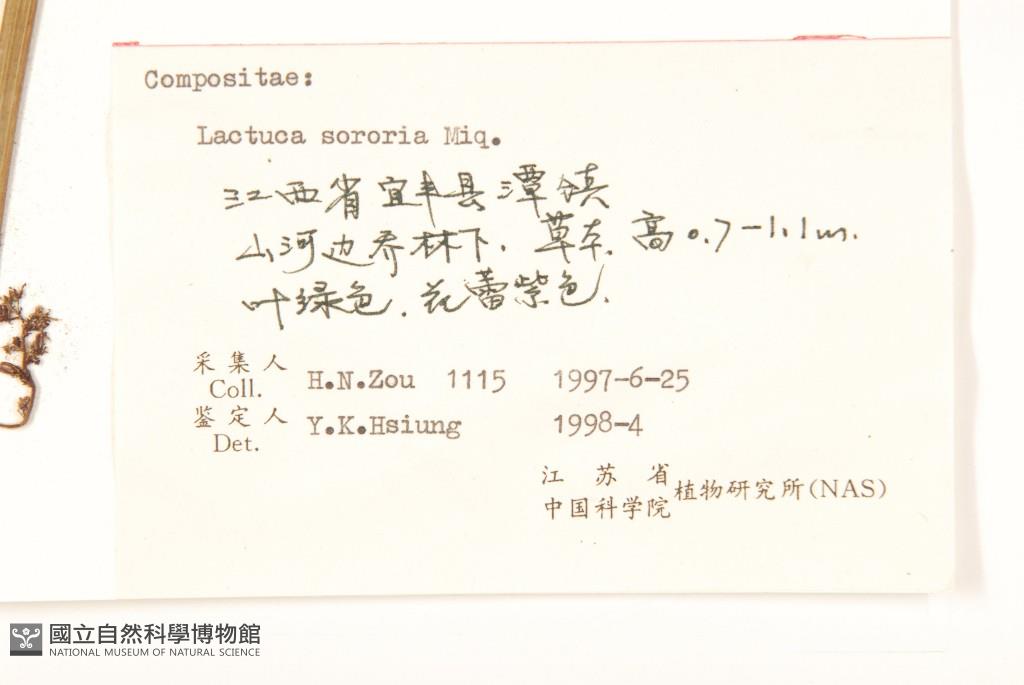 Compositae:
Lactuca sororia Miq.
江西省宜丰县潭镇
山河边乔林下. 草本. 高0.7-1.1m.
叶绿色. 花蕾紫色.
采集人 Coll. H.N.Zou 1115 1997-6-25
鉴定人 Det. Y.K.Hsiung 1998-4
江苏省
中国科学院 植物研究所(NAS)
國立自然科學博物館
NATIONAL MUSEUM OF NATURAL SCIENCE